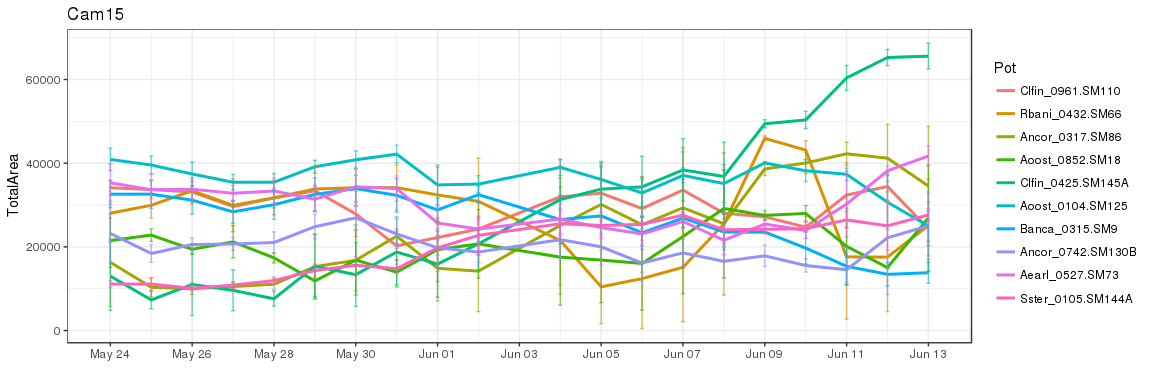 Cam15
TotalArea
60000
40000
20000
0
May 24 May 26 May 28 May 30 Jun 01 Jun 03 Jun 05 Jun 07 Jun 09 Jun 11 Jun 13
Pot
Clfin_0961.SM110
Rbani_0432.SM66
Ancor_0317.SM86
Aoost_0852.SM18
Clfin_0425.SM145A
Aoost_0104.SM125
Banca_0315.SM9
Ancor_0742.SM130B
Aearl_0527.SM73
Sster_0105.SM144A